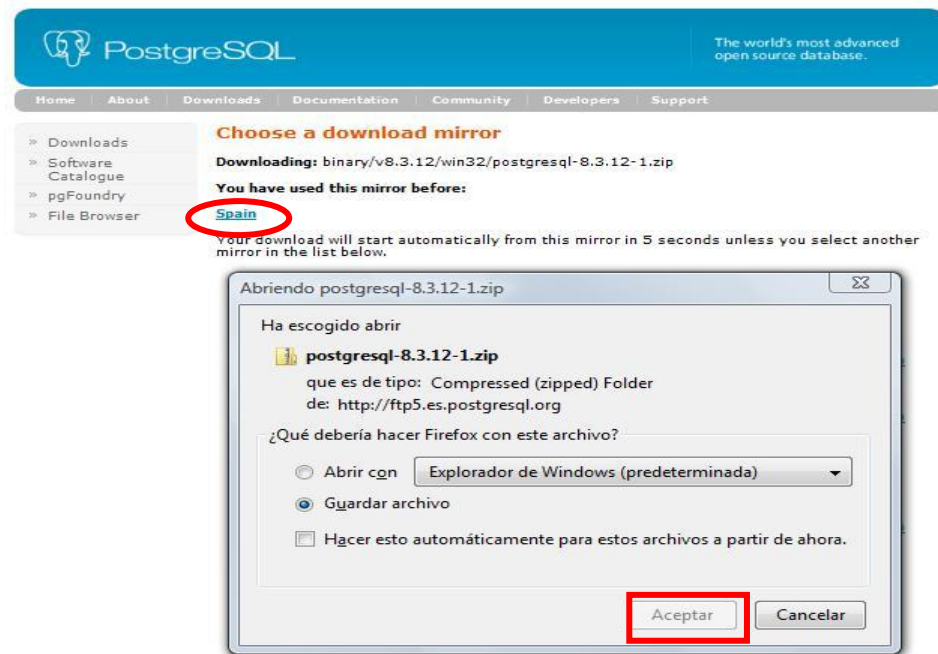 PostgreSQL
The world's most advanced
open source database.
Home About Downloads Documentation Community Developers Support
» Downloads
» Software
Catalogue
» pgFoundry
» File Browser
Choose a download mirror
Downloading: binary/v8.3.12/win32/postgresql-8.3.12-1.zip
You have used this mirror before:
Spain
Your download will start automatically from this mirror in 5 seconds unless you select another
mirror in the list below.
Abriendo postgresql-8.3.12-1.zip
Ha escogido abrir
postgresql-8.3.12-1.zip
que es de tipo: Compressed (zipped) Folder
de: http://ftp5.es.postgresql.org
¿Qué debería hacer Firefox con este archivo?
Abrir con Explorador de Windows (predeterminada)
Guardar archivo
Hacer esto automáticamente para estos archivos a partir de ahora.
Aceptar Cancelar